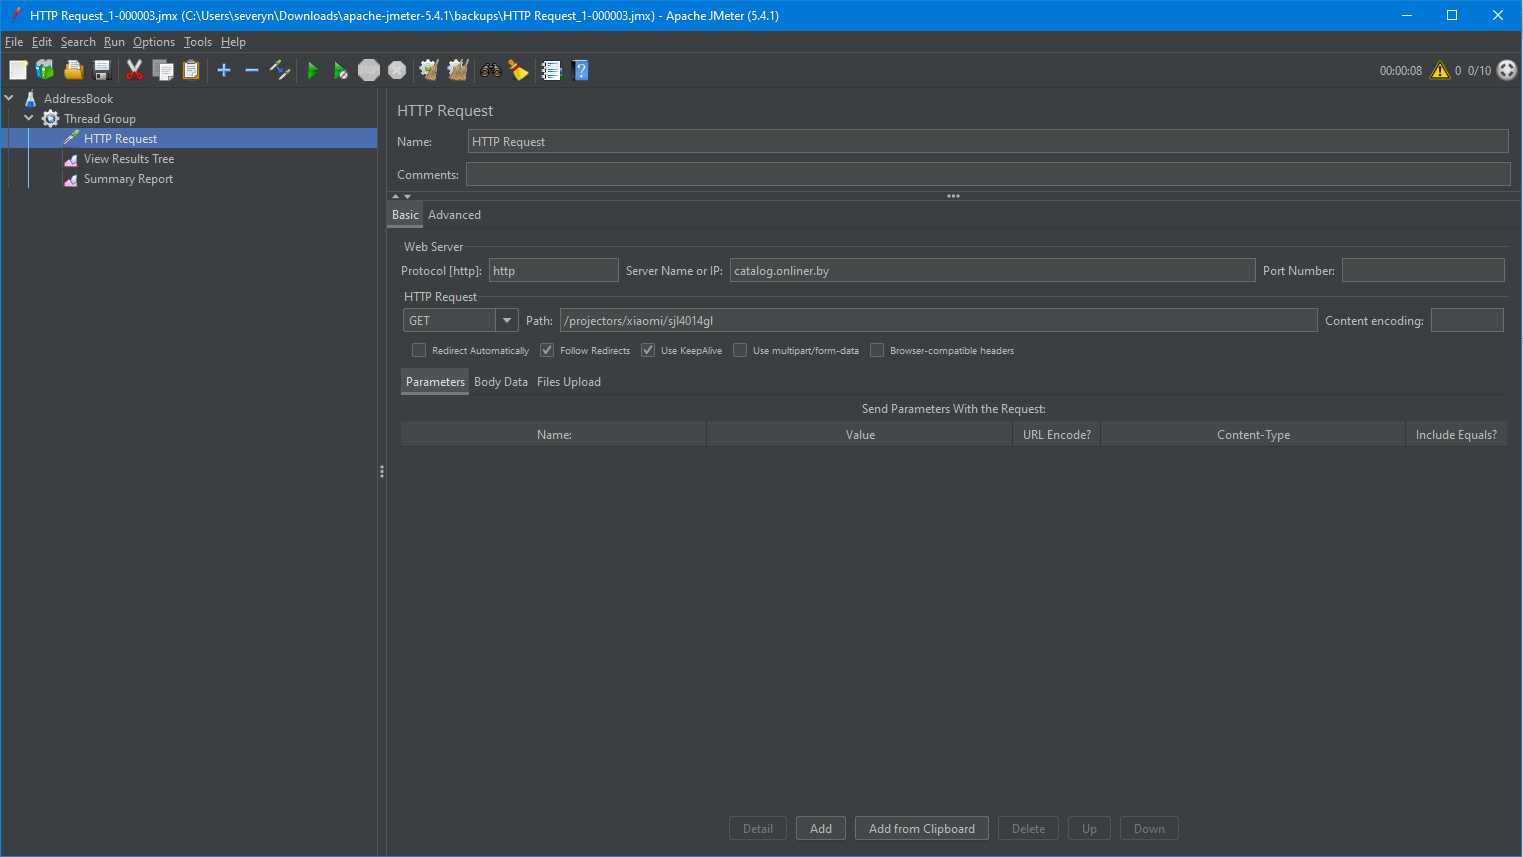 HTTP Request_1-000003.jmx (C:\Users\severyn\Downloads\apache-jmeter-5.4.1\backups\HTTP Request_1-000003.jmx) - Apache JMeter (5.4.1)
File Edit Search Run Options Tools Help
STOP 00:00:08 0 0/10
AddressBook
Thread Group
HTTP Request
View Results Tree
Summary Report
HTTP Request
Name: HTTP Request
Comments:
Basic Advanced
Web Server
Protocol [http]: http Server Name or IP: catalog.onliner.by Port Number:
HTTP Request
GET Path: /projectors/xiaomi/sjl4014gl Content encoding:
Redirect Automatically Follow Redirects Use KeepAlive Use multipart/form-data Browser-compatible headers
Parameters Body Data Files Upload
Send Parameters With the Request:
Name: Value URL Encode? Content-Type Include Equals?
Detail Add Add from Clipboard Delete Up Down